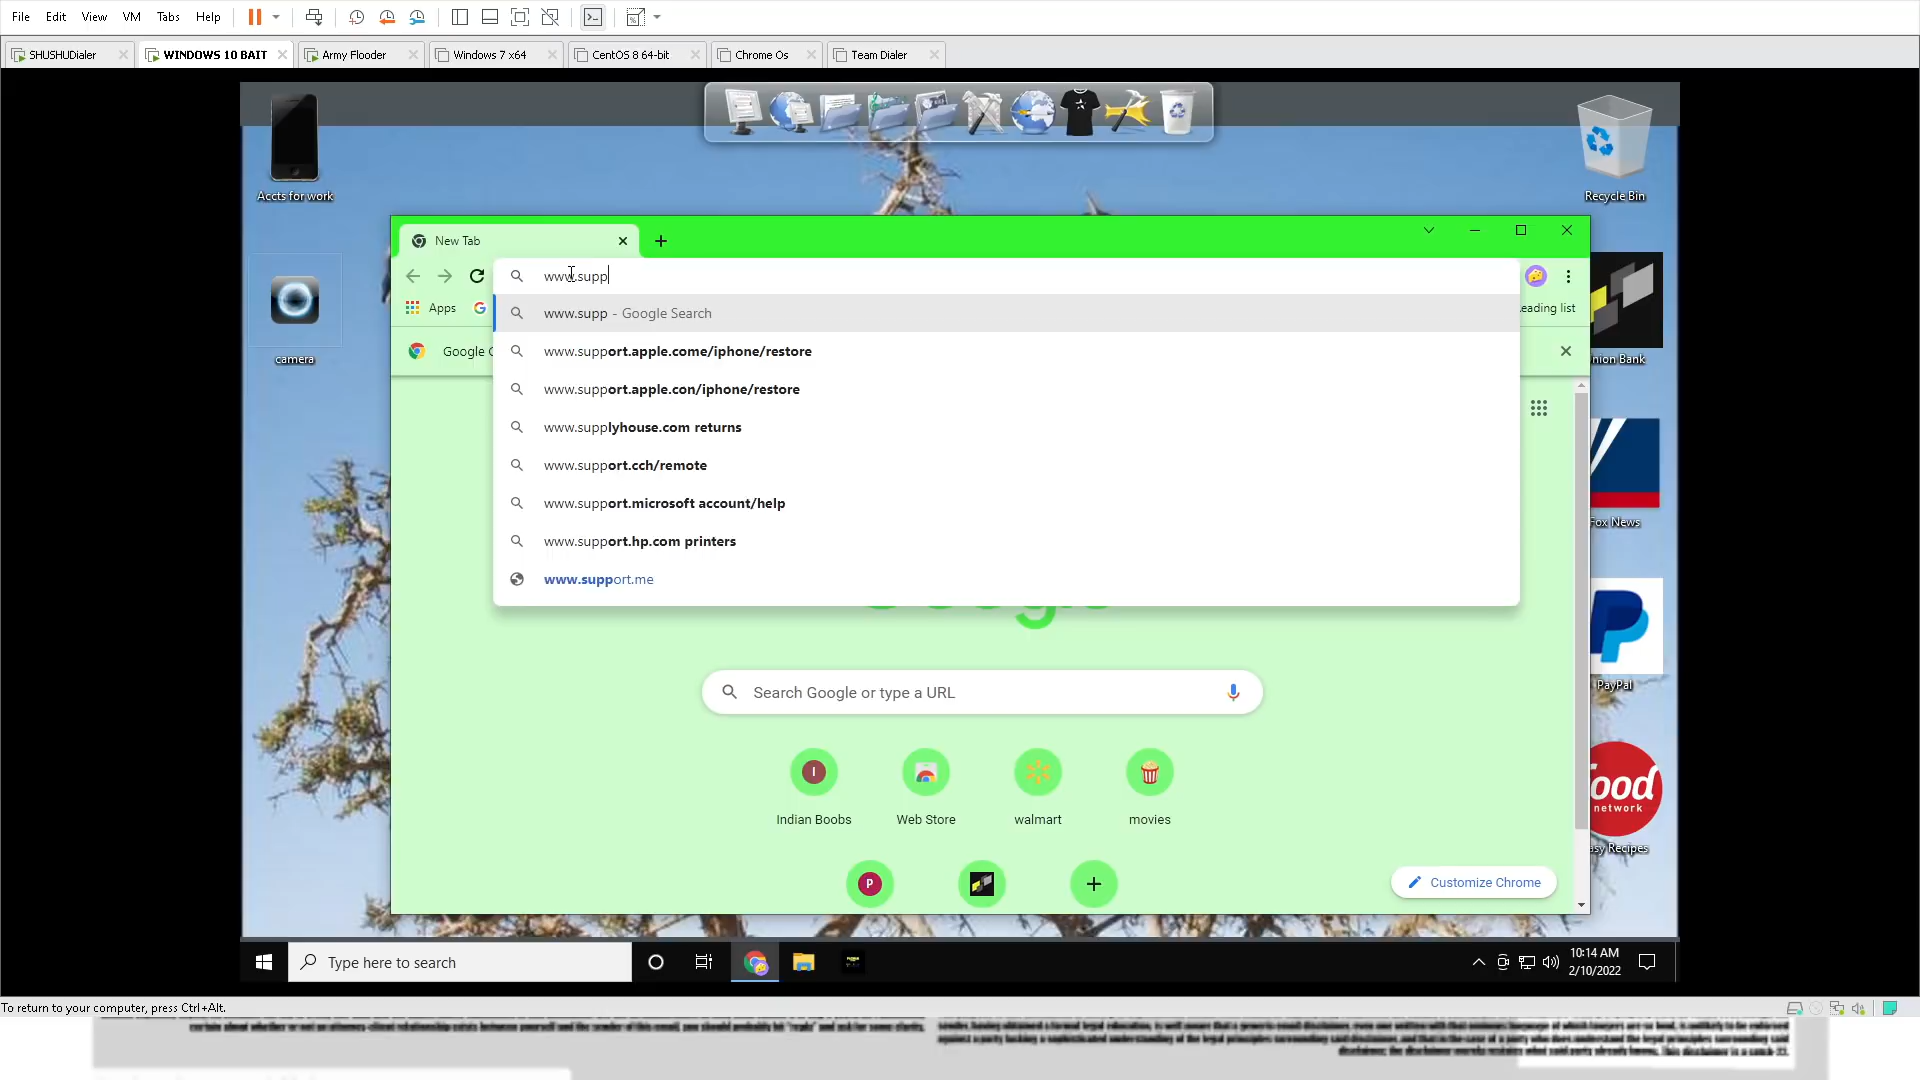 File Edit View VM Tabs Help
SHUSHUDialer WINDOWS 10 BAIT Army Flooder Windows 7 x64 CentOS 8 64-bit Chrome Os Team Dialer
Accts for work
Recycle Bin
New Tab
www.supp
Apps
eading list
www.supp - Google Search
camera
nion Bank
Google
www.support.apple.come/iphone/restore
www.support.apple.con/iphone/restore
www.supplyhouse.com returns
www.support.cch/remote
www.support.microsoft account/help
www.support.hp.com printers
www.support.me
Fox News
Search Google or type a URL
PayPal
Indian Boobs Web Store walmart movies
ood
network
asy Recipes
I
P
Customize Chrome
Type here to search
10:14 AM
2/10/2022
To return to your computer, press Ctrl+Alt.